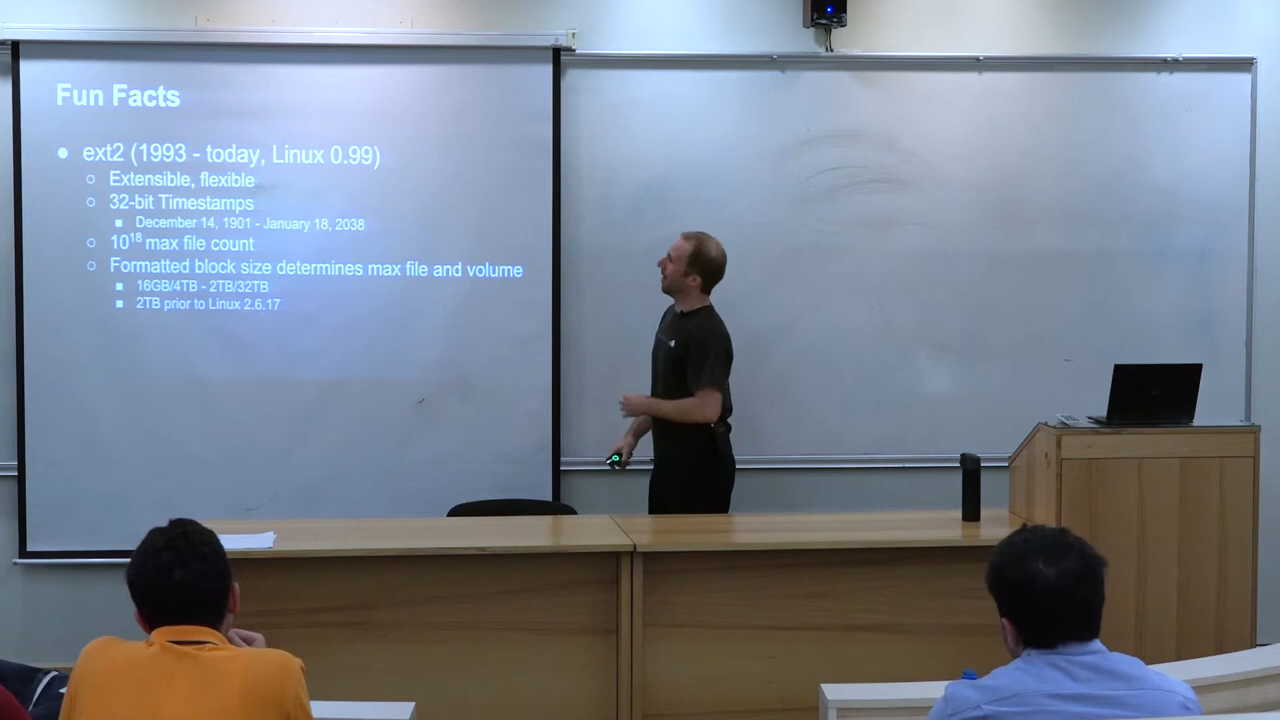 Fun Facts
● ext2 (1993 - today, Linux 0.99)
○ Extensible, flexible
○ 32-bit Timestamps
■ December 14, 1901 - January 18, 2038
○ 10¹⁸ max file count
○ Formatted block size determines max file and volume
■ 16GB/4TB - 2TB/32TB
■ 2TB prior to Linux 2.6.17